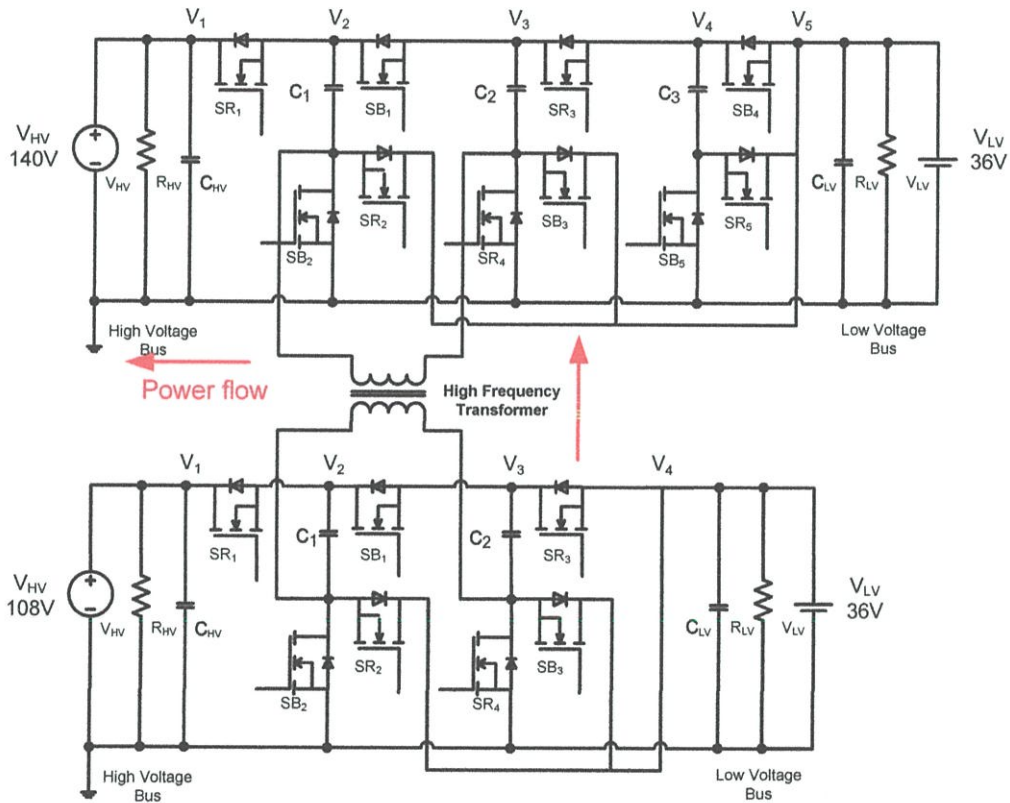 V1 V2 V3 V4 V5
C1 C2 C3
SR1 SB1 SR3 SB4
VHV
140V
VHV RHV CHV
SR2 SB3 SR5
SB2 SR4 SB5
CLV RLV VLV
VLV
36V
High Voltage
Bus
Low Voltage
Bus
Power flow
High Frequency
Transformer
V1 V2 V3 V4
C1 C2
SR1 SB1 SR3
VHV
108V
VHV RHV CHV
SR2 SB3
SB2 SR4
CLV RLV VLV
VLV
36V
High Voltage
Bus
Low Voltage
Bus